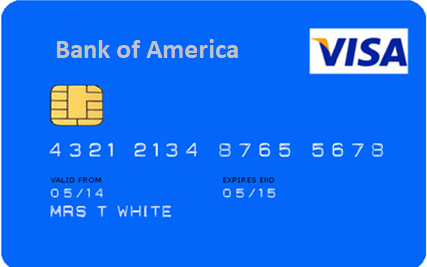 Bank of America
VISA
4321 2134 8765 5678
VALID FROM EXPIRES END
05/14 05/15
MRS T WHITE